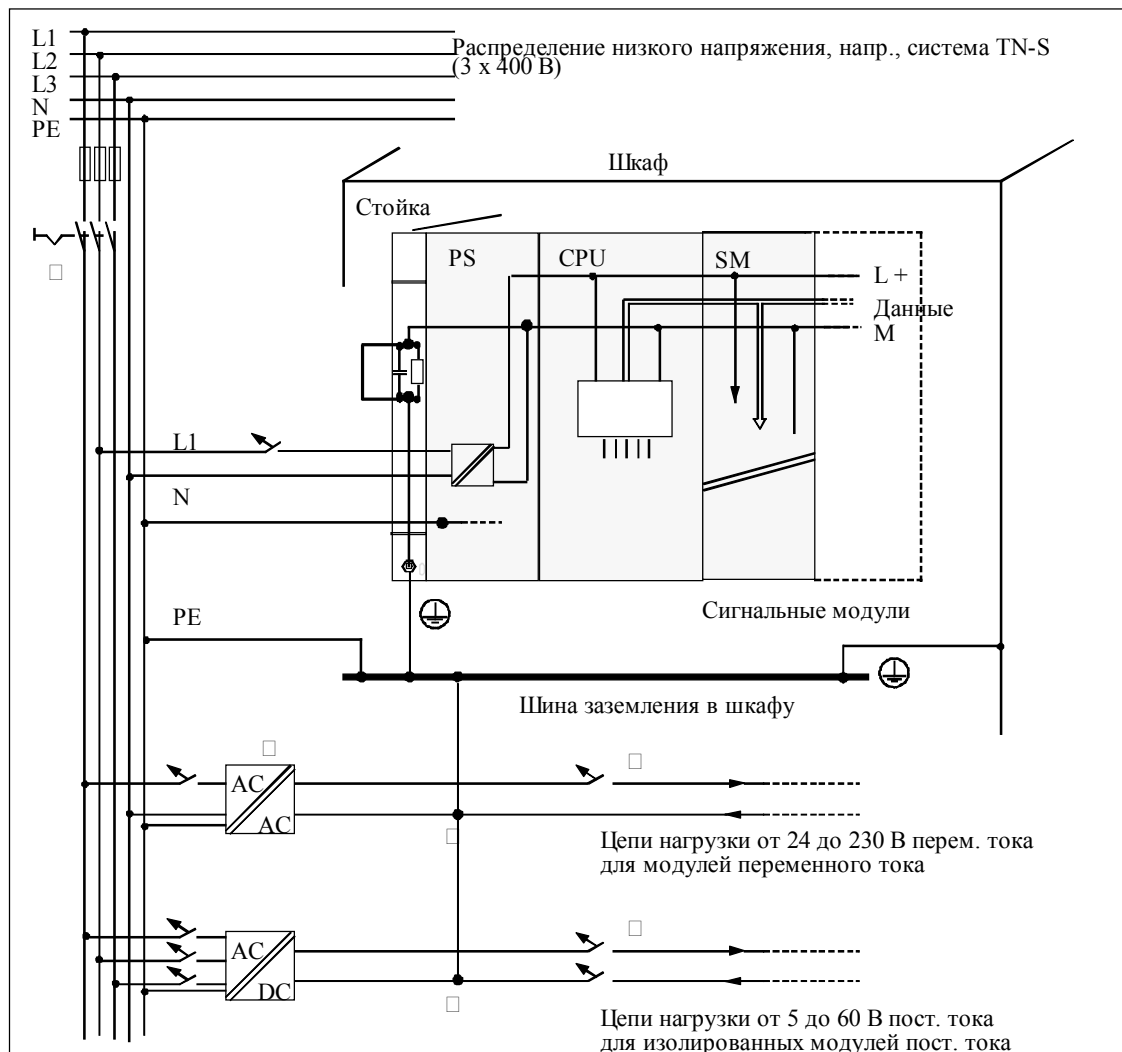 L1
L2
L3
N
PE
Распределение низкого напряжения, напр., система TN-S
(3 x 400 В)
Шкаф
Стойка
PS
CPU
SM
L +
Данные
M
L1
N
PE
Сигнальные модули
Шина заземления в шкафу
AC
AC
Цепи нагрузки от 24 до 230 В перем. тока
для модулей переменного тока
AC
DC
Цепи нагрузки от 5 до 60 В пост. тока
для изолированных модулей пост. тока